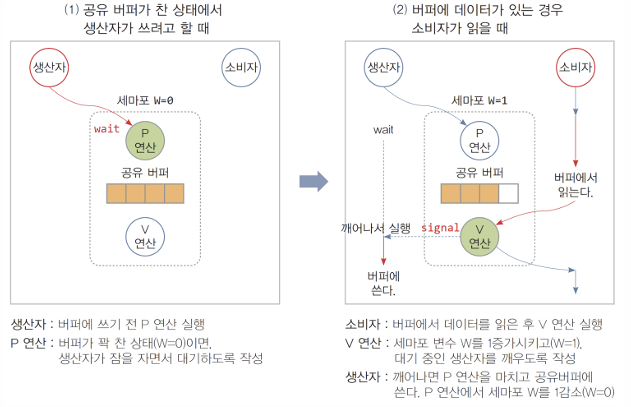 (1) 공유 버퍼가 찬 상태에서
생산자가 쓰려고 할 때
생산자
소비자
세마포 W=0
wait
P
연산
공유 버퍼
V
연산
(2) 버퍼에 데이터가 있는 경우
소비자가 읽을 때
생산자
소비자
세마포 W=1
wait
P
연산
공유 버퍼
버퍼에서
읽는다.
깨어나서 실행
signal
V
연산
버퍼에
쓴다.
생산자 : 버퍼에 쓰기 전 P 연산 실행
P 연산 : 버퍼가 꽉 찬 상태(W=0)이면,
생산자가 잠을 자면서 대기하도록 작성
소비자 : 버퍼에서 데이터를 읽은 후 V 연산 실행
V 연산 : 세마포 변수 W를 1증가시키고(W=1),
대기 중인 생산자를 깨우도록 작성
생산자 : 깨어나면 P 연산을 마치고 공유버퍼에
쓴다. P 연산에서 세마포 W를 1감소(W=0)